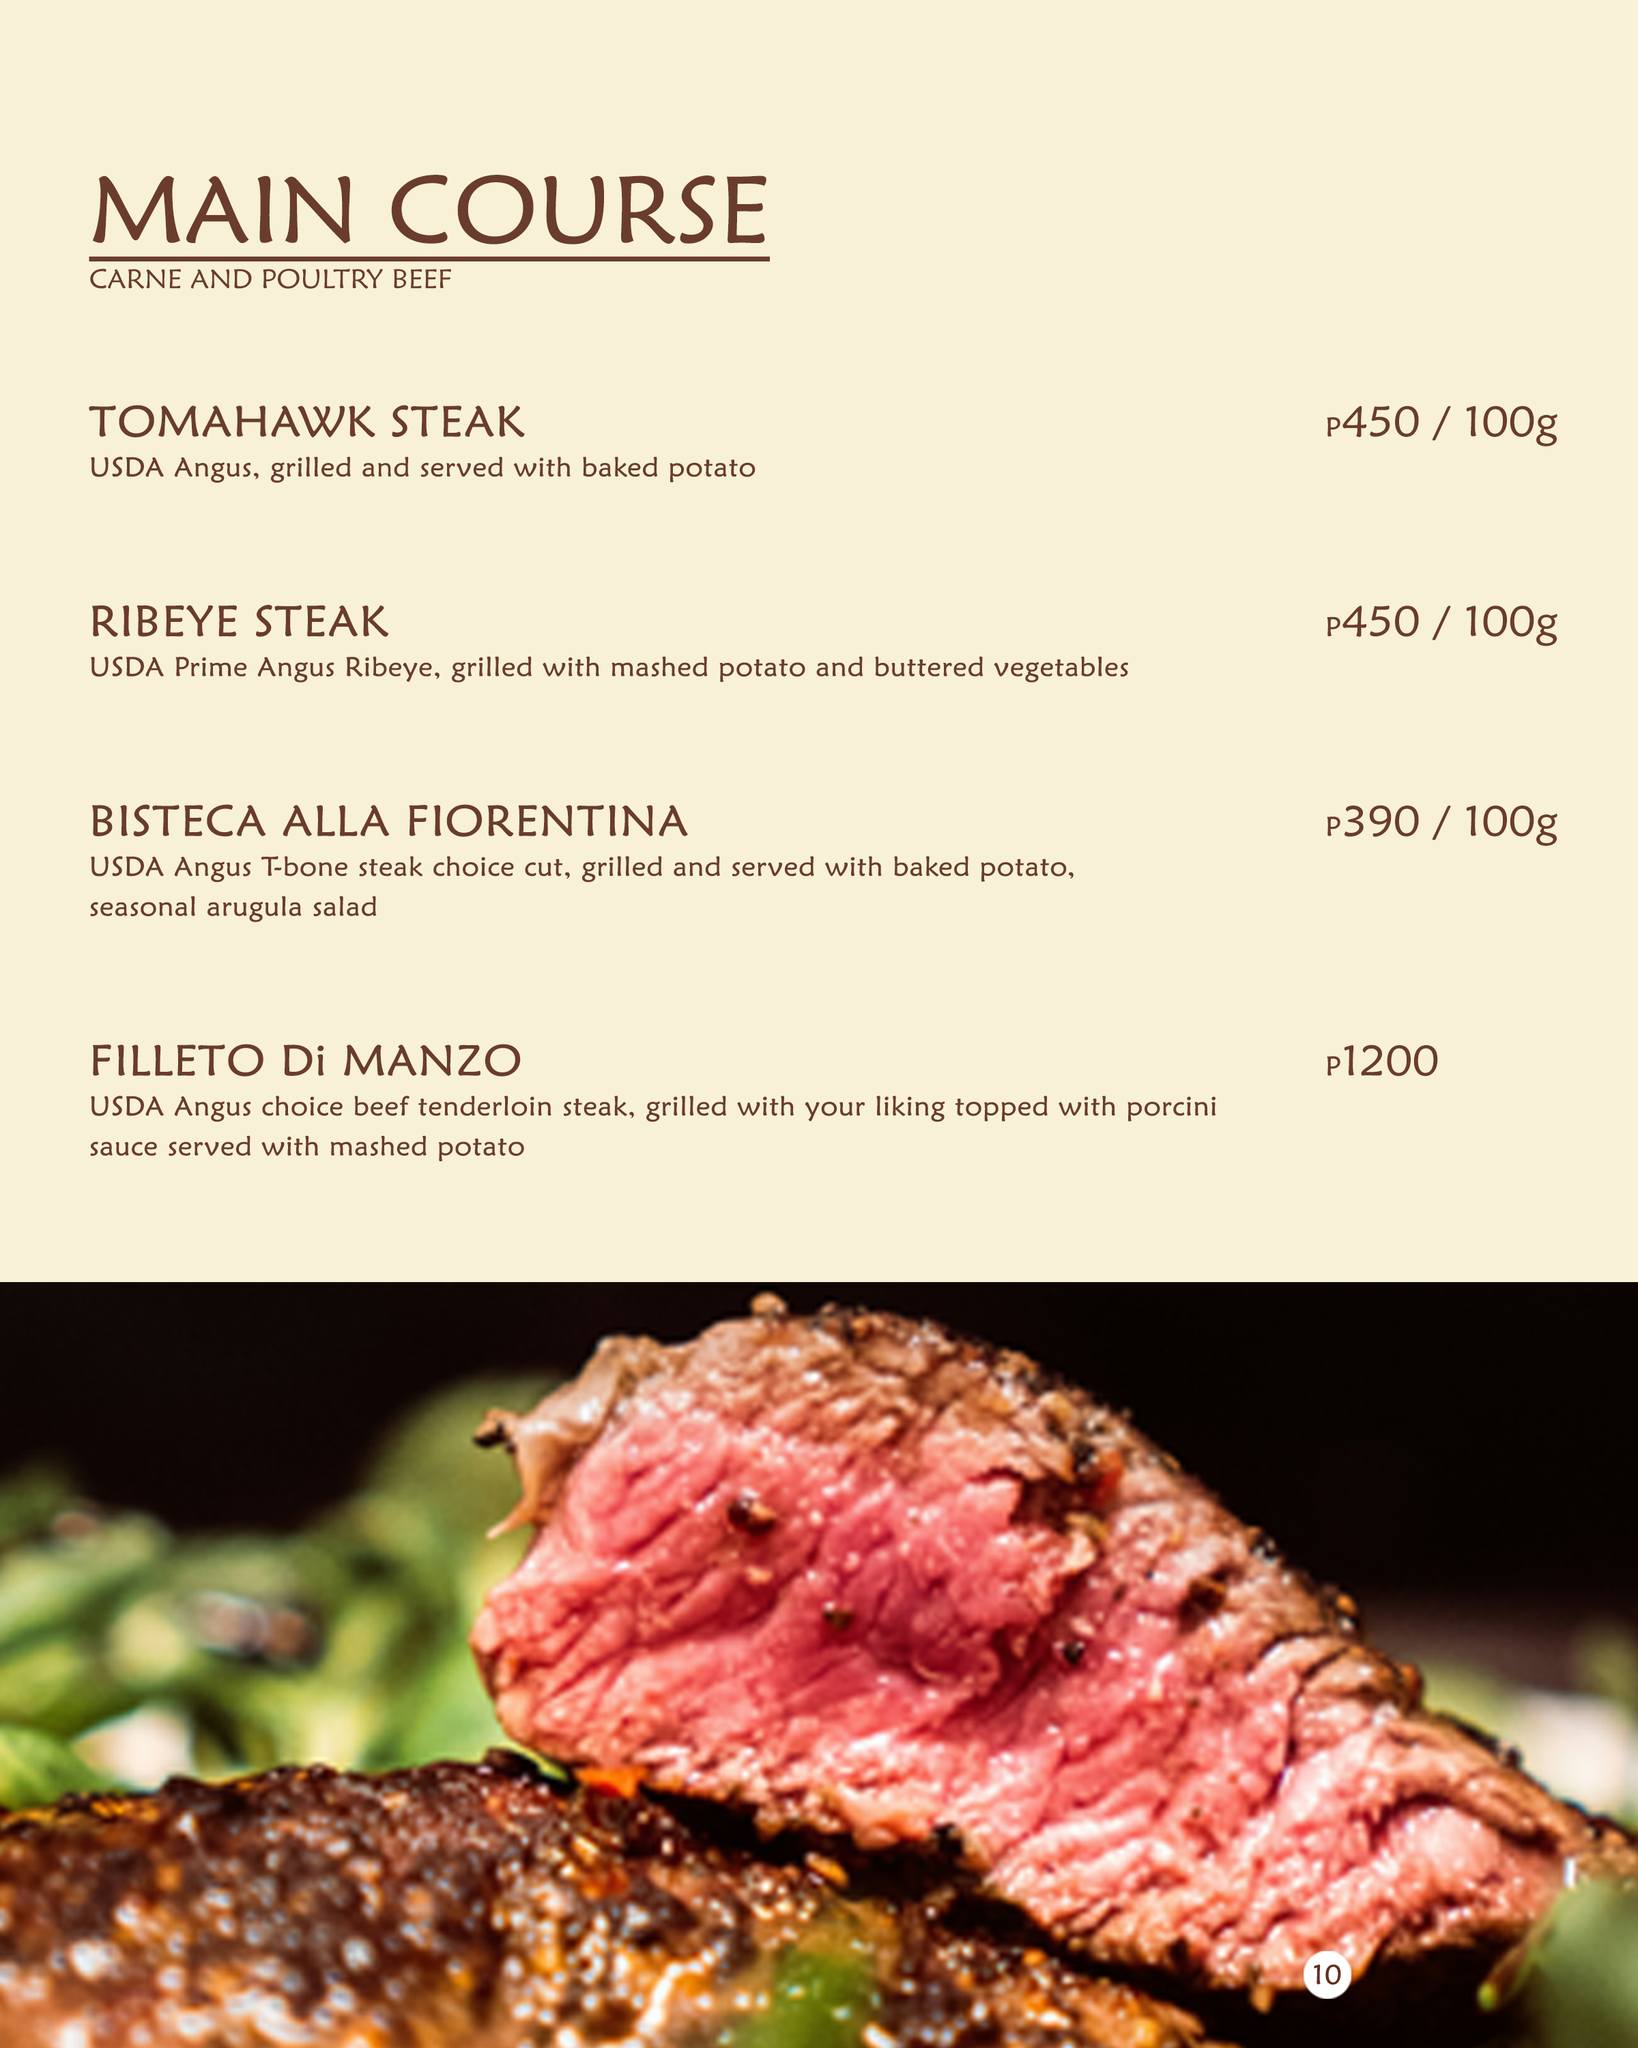 MAIN COURSE
CARNE AND POULTRY BEEF
TOMAHAWK STEAK P450 / 100g
USDA Angus, grilled and served with baked potato
RIBEYE STEAK P450 / 100g
USDA Prime Angus Ribeye, grilled with mashed potato and buttered vegetables
BISTECA ALLA FIORENTINA P390 / 100g
USDA Angus T-bone steak choice cut, grilled and served with baked potato,
seasonal arugula salad
FILLETO Di MANZO P1200
USDA Angus choice beef tenderloin steak, grilled with your liking topped with porcini
sauce served with mashed potato
10